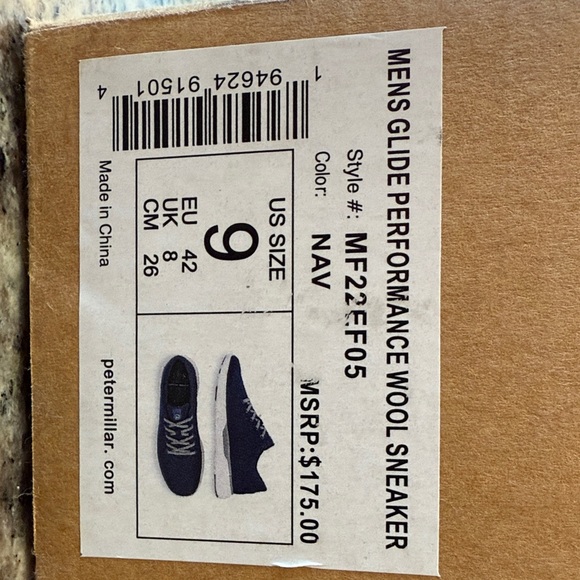 MENS GLIDE PERFORMANCE WOOL SNEAKER
Style #: MF22EF05
Color: NAV
MSRP:$175.00
1 94624 91501 4
US SIZE
9
EU 42
UK 8
CM 26
Made in China
petermillar. com